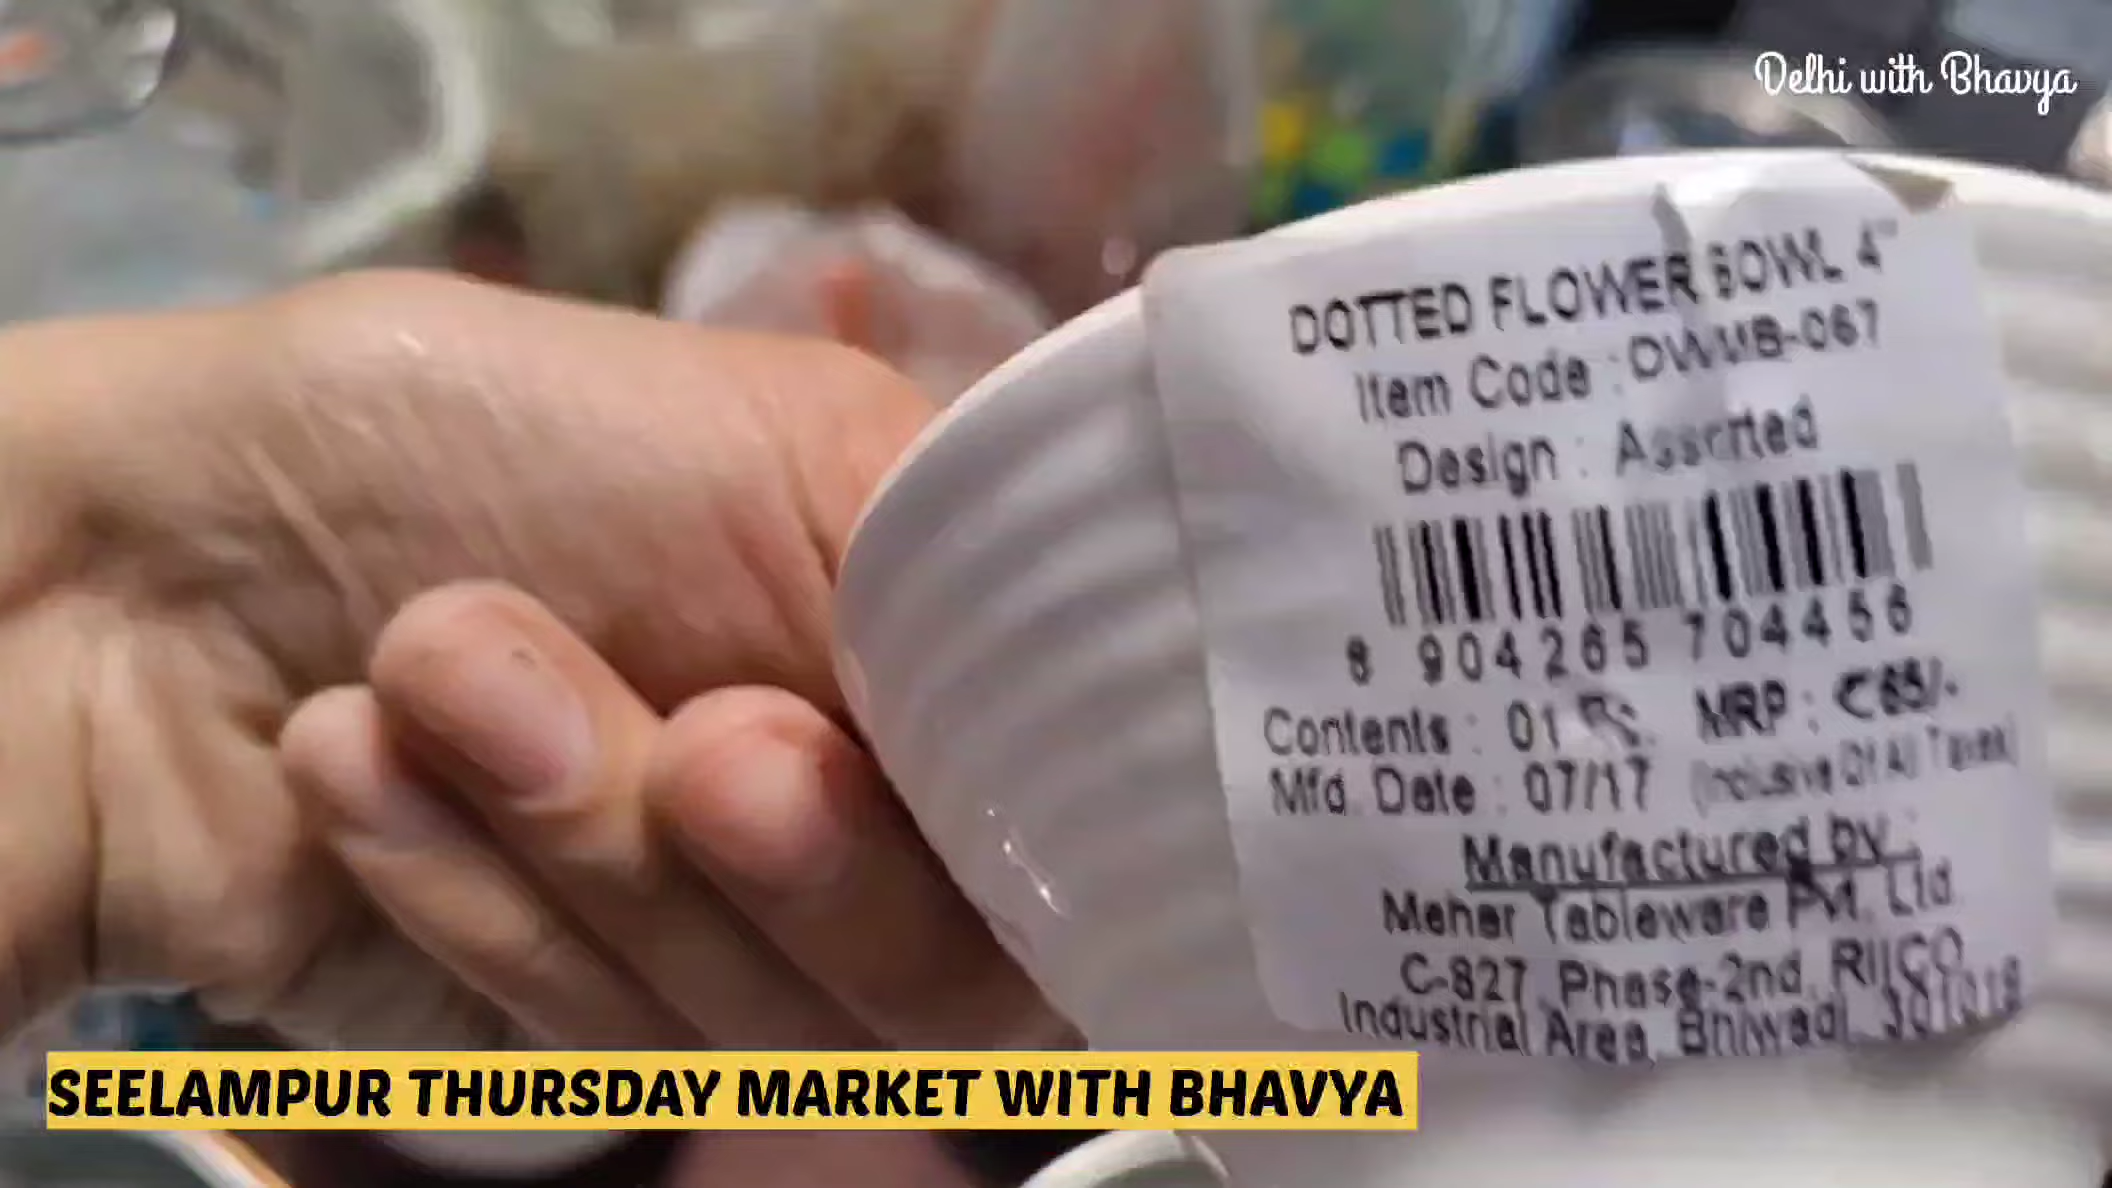 Delhi with Bhavya
DOTTED FLOWER BOWL 4"
Item Code : DWMB-067
Design : Assorted
8 904265 704456
Contents : 01 Pc. MRP : ₹65/-
Mfd. Date : 07/17 (Inclusive Of All Taxes)
Manufactured by :
Meher Tableware Pvt. Ltd.
C-827, Phase-2nd, RIICO
Industrial Area, Bhiwadi, 301019
SEELAMPUR THURSDAY MARKET WITH BHAVYA